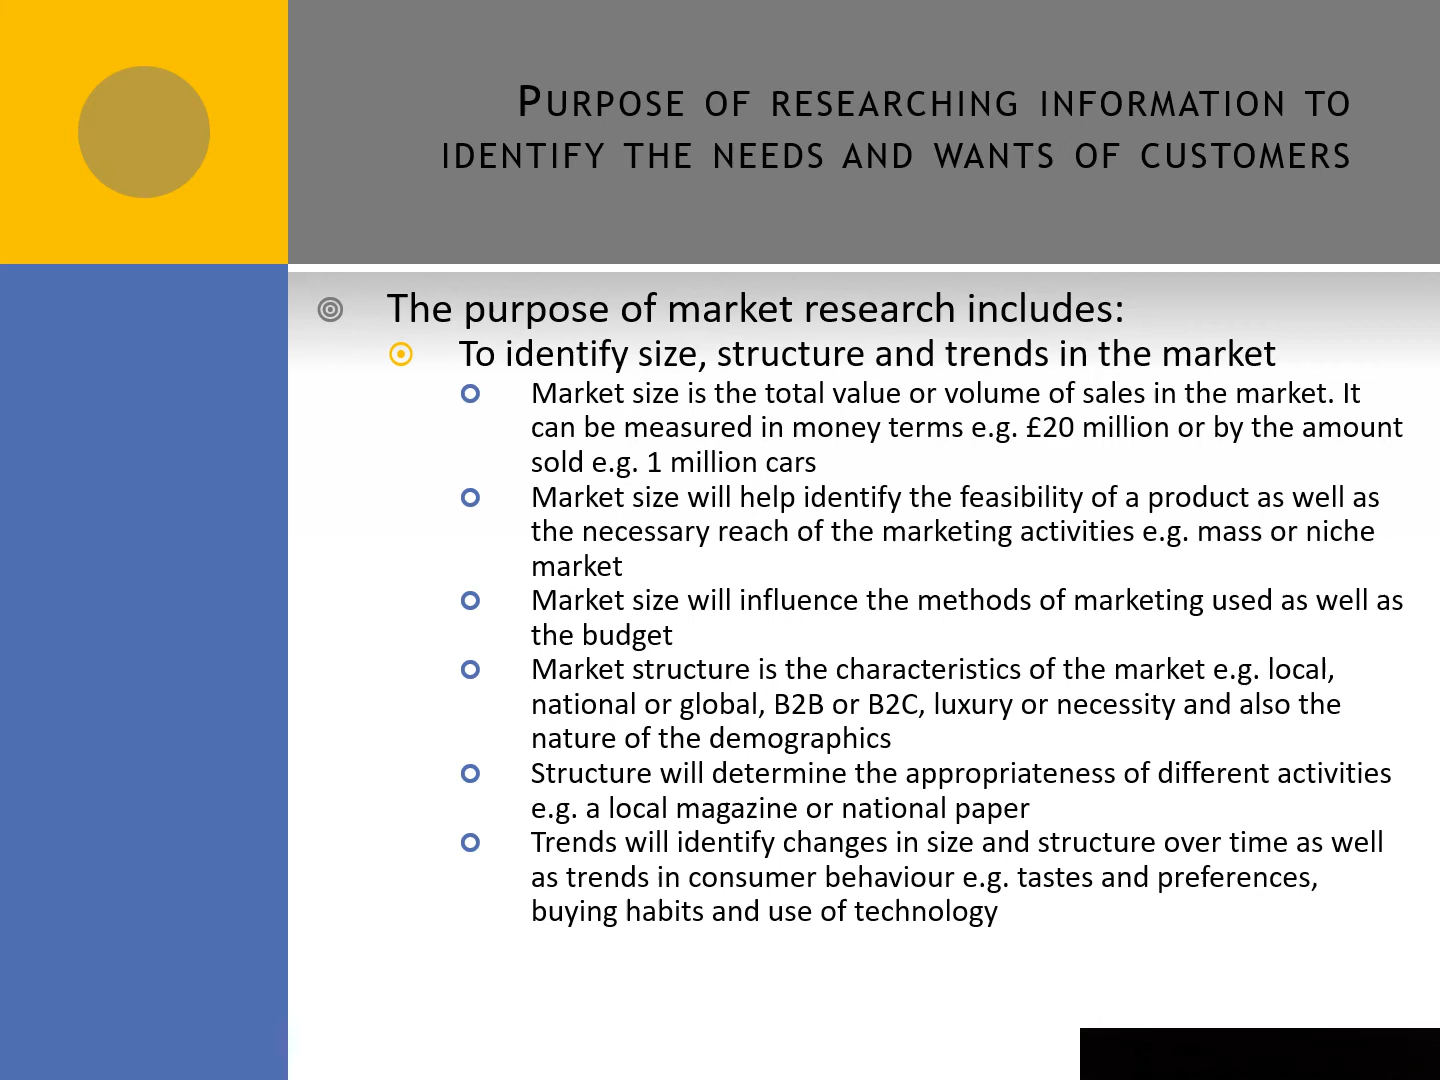 PURPOSE OF RESEARCHING INFORMATION TO
IDENTIFY THE NEEDS AND WANTS OF CUSTOMERS
The purpose of market research includes:
To identify size, structure and trends in the market
Market size is the total value or volume of sales in the market. It
can be measured in money terms e.g. £20 million or by the amount
sold e.g. 1 million cars
Market size will help identify the feasibility of a product as well as
the necessary reach of the marketing activities e.g. mass or niche
market
Market size will influence the methods of marketing used as well as
the budget
Market structure is the characteristics of the market e.g. local,
national or global, B2B or B2C, luxury or necessity and also the
nature of the demographics
Structure will determine the appropriateness of different activities
e.g. a local magazine or national paper
Trends will identify changes in size and structure over time as well
as trends in consumer behaviour e.g. tastes and preferences,
buying habits and use of technology